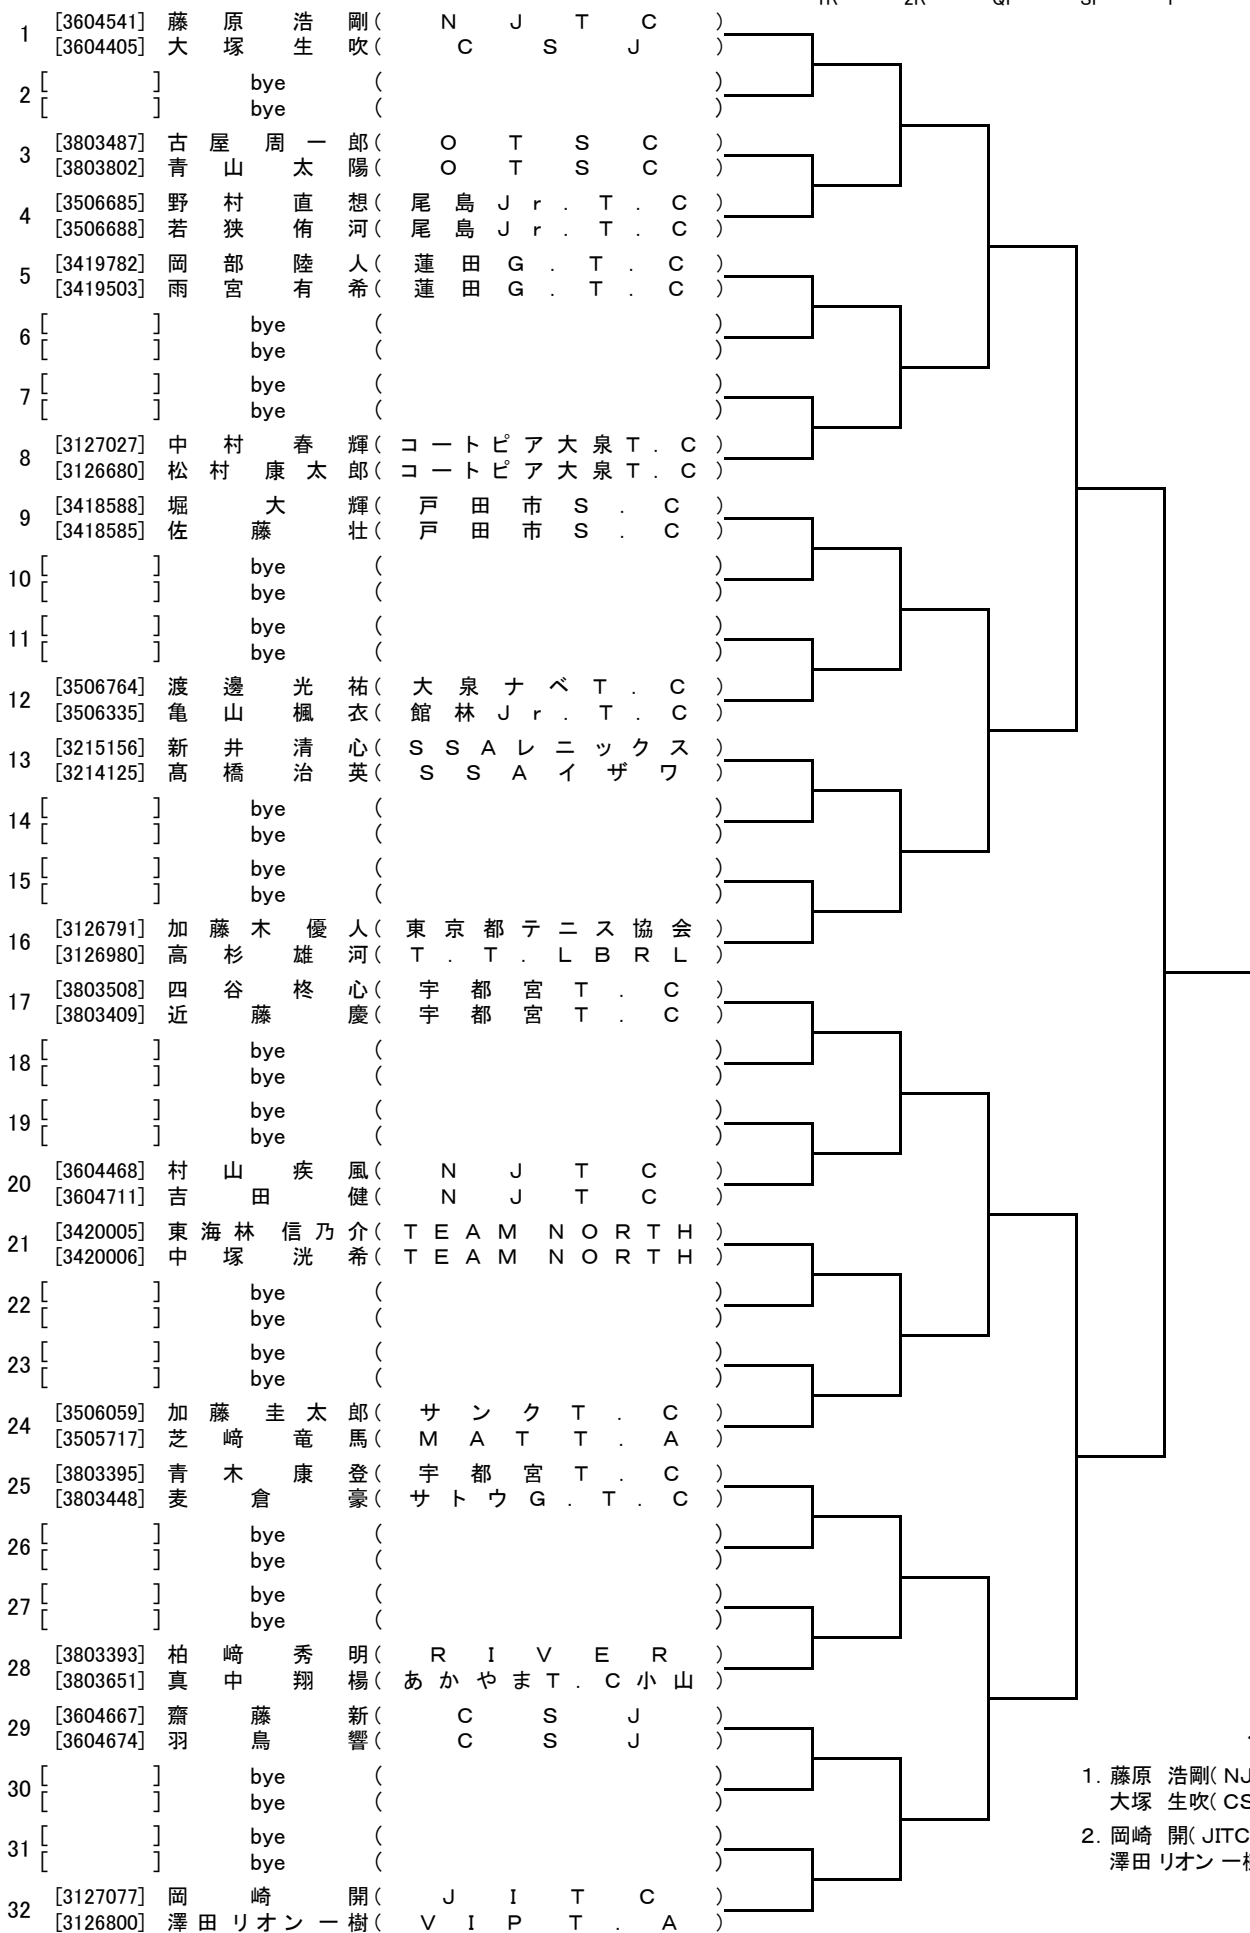 1 [3604541] 藤原 浩剛( NJTC )
[3604405] 大塚 生吹( CSJ )
2 [ ] bye ( )
[ ] bye ( )
3 [3803487] 古屋 周一郎( OTSC )
[3803802] 青山 太陽( OTSC )
4 [3506685] 野村 直想( 尾島Jr.T.C )
[3506688] 若狭 侑河( 尾島Jr.T.C )
5 [3419782] 岡部 陸人( 蓮田G.T.C )
[3419503] 雨宮 有希( 蓮田G.T.C )
6 [ ] bye ( )
[ ] bye ( )
7 [ ] bye ( )
[ ] bye ( )
8 [3127027] 中村 春輝( コートピア大泉T.C )
[3126680] 松村 康太郎( コートピア大泉T.C )
9 [3418588] 堀 大輝( 戸田市S.C )
[3418585] 佐藤 壮( 戸田市S.C )
10 [ ] bye ( )
[ ] bye ( )
11 [ ] bye ( )
[ ] bye ( )
12 [3506764] 渡邊 光祐( 大泉ナベT.C )
[3506335] 亀山 楓衣( 館林Jr.T.C )
13 [3215156] 新井 清心( SSAレニックス )
[3214125] 髙橋 治英( SSAイザワ )
14 [ ] bye ( )
[ ] bye ( )
15 [ ] bye ( )
[ ] bye ( )
16 [3126791] 加藤木 優人( 東京都テニス協会 )
[3126980] 高杉 雄河( T.T.LBRL )
17 [3803508] 四谷 柊心( 宇都宮T.C )
[3803409] 近藤 慶( 宇都宮T.C )
18 [ ] bye ( )
[ ] bye ( )
19 [ ] bye ( )
[ ] bye ( )
20 [3604468] 村山 疾風( NJTC )
[3604711] 吉田 健( NJTC )
21 [3420005] 東海林 信乃介( TEAM NORTH )
[3420006] 中塚 洸希( TEAM NORTH )
22 [ ] bye ( )
[ ] bye ( )
23 [ ] bye ( )
[ ] bye ( )
24 [3506059] 加藤 圭太郎( サンクT.C )
[3505717] 芝﨑 竜馬( MATT.A )
25 [3803395] 青木 康登( 宇都宮T.C )
[3803448] 麦倉 豪( サトウG.T.C )
26 [ ] bye ( )
[ ] bye ( )
27 [ ] bye ( )
[ ] bye ( )
28 [3803393] 柏﨑 秀明( RIVER )
[3803651] 真中 翔楊( あかやまT.C小山 )
29 [3604667] 齋藤 新( CSJ )
[3604674] 羽鳥 響( CSJ )
30 [ ] bye ( )
[ ] bye ( )
31 [ ] bye ( )
[ ] bye ( )
32 [3127077] 岡崎 開( JITC )
[3126800] 澤田 リオン 一樹( VIPT.A )
1. 藤原 浩剛( NJ
大塚 生吹( CS
2. 岡崎 開( JITC
澤田 リオン 一